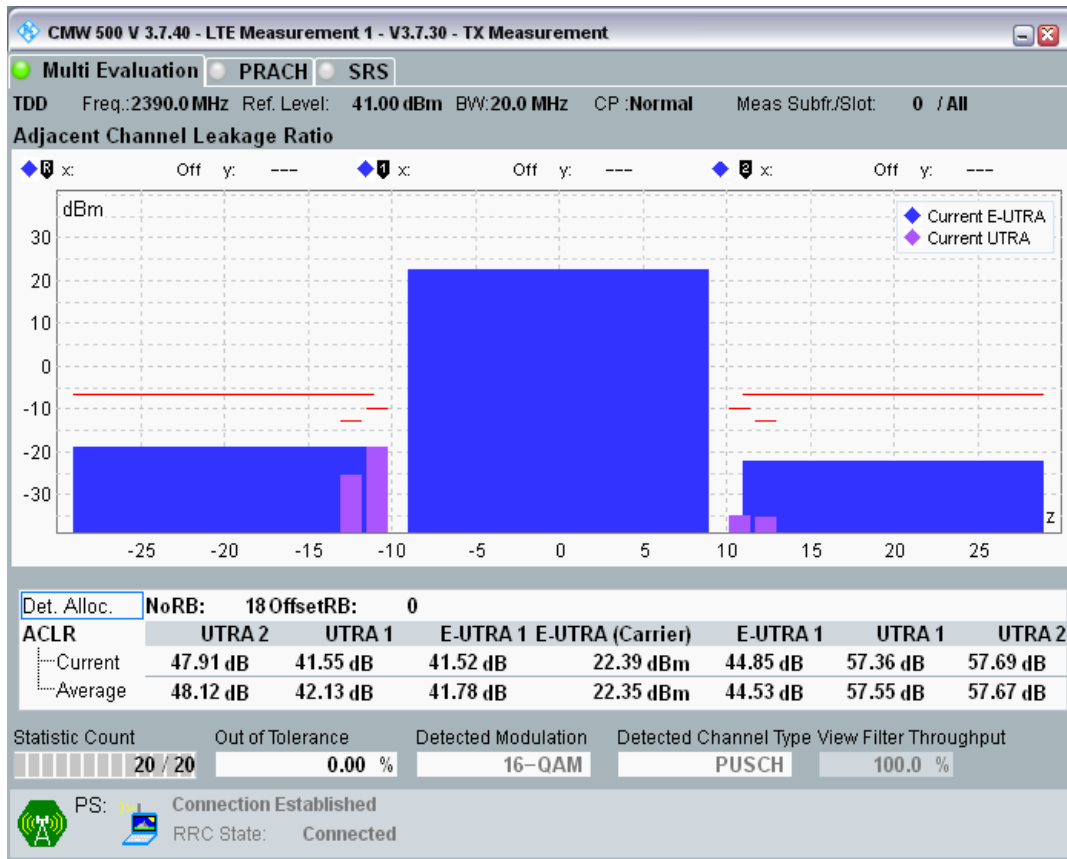 CMW 500 V 3.7.40 - LTE Measurement 1 - V3.7.30 - TX Measurement
Multi Evaluation PRACH SRS
TDD Freq.:2390.0 MHz Ref. Level: 41.00 dBm BW:20.0 MHz CP :Normal Meas Subfr./Slot: 0 / All
Adjacent Channel Leakage Ratio
R x: Off y: --- 1 x: Off y: --- 2 x: Off y: ---
dBm
Current E-UTRA
Current UTRA
30
20
10
0
-10
-20
-30
z
-25 -20 -15 -10 -5 0 5 10 15 20 25
Det. Alloc. NoRB: 18 OffsetRB: 0
ACLR UTRA 2 UTRA 1 E-UTRA 1 E-UTRA (Carrier) E-UTRA 1 UTRA 1 UTRA 2
Current 47.91 dB 41.55 dB 41.52 dB 22.39 dBm 44.85 dB 57.36 dB 57.69 dB
Average 48.12 dB 42.13 dB 41.78 dB 22.35 dBm 44.53 dB 57.55 dB 57.67 dB
Statistic Count Out of Tolerance Detected Modulation Detected Channel Type View Filter Throughput
20 / 20 0.00 % 16-QAM PUSCH 100.0 %
PS: Connection Established
RRC State: Connected